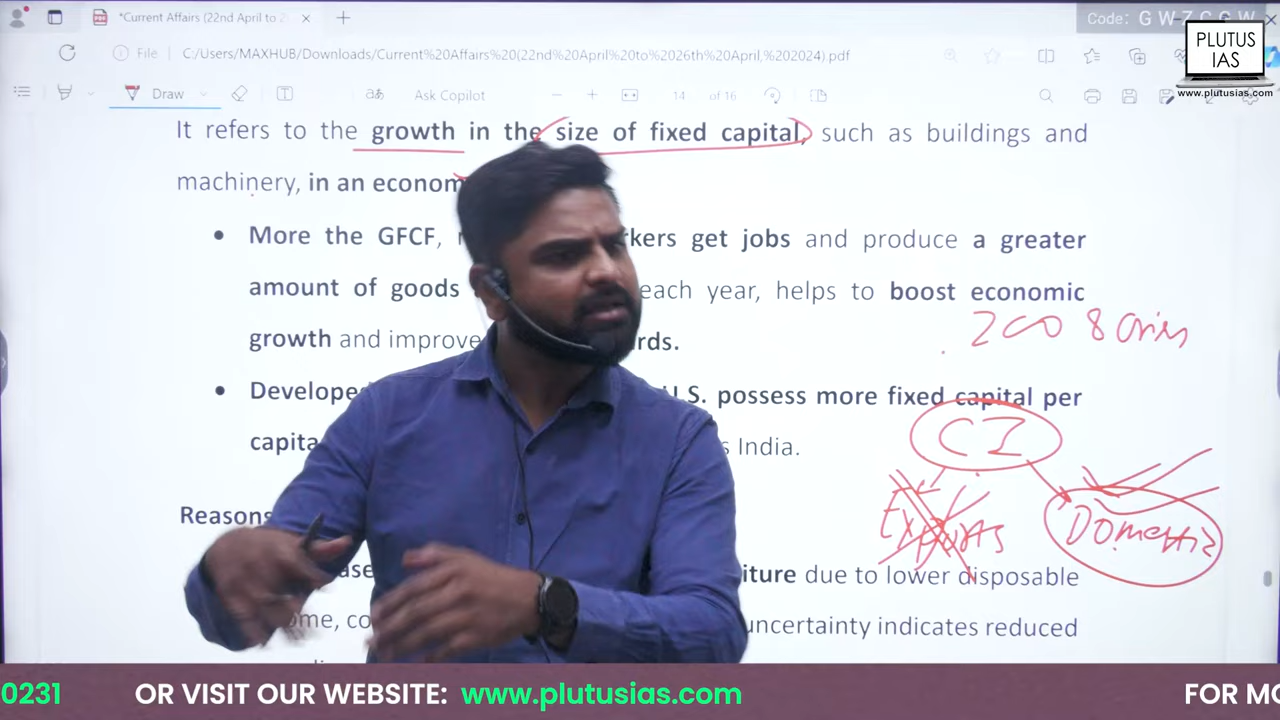 *Current Affairs (22nd April to 2
Code: G W Z C G W
File C:/Users/MAXHUB/Downloads/Current%20Affairs%20(22nd%20April%20to%2026th%20April,%202024).pdf
PLUTUS
IAS
www.plutusias.com
Draw
Ask Copilot
14 of 16
It refers to the growth in the size of fixed capital, such as buildings and
machinery, in an econom
More the GFCF, kers get jobs and produce a greater
amount of goods each year, helps to boost economic
growth and improve rds.
2008 Crisis
Develope U.S. possess more fixed capital per
capita s India.
CI
Exports Domestic
Reasons
ase iture due to lower disposable
ome, co uncertainty indicates reduced
0231 OR VISIT OUR WEBSITE: www.plutusias.com FOR MO